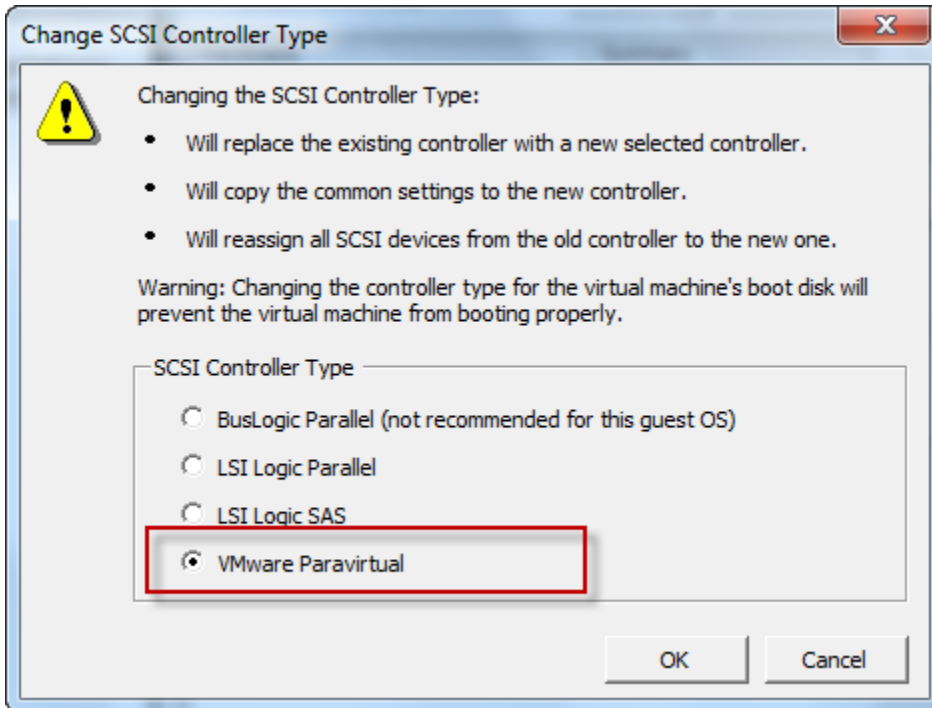 Change SCSI Controller Type
Changing the SCSI Controller Type:
• Will replace the existing controller with a new selected controller.
• Will copy the common settings to the new controller.
• Will reassign all SCSI devices from the old controller to the new one.
Warning: Changing the controller type for the virtual machine's boot disk will
prevent the virtual machine from booting properly.
SCSI Controller Type
BusLogic Parallel (not recommended for this guest OS)
LSI Logic Parallel
LSI Logic SAS
VMware Paravirtual
OK Cancel